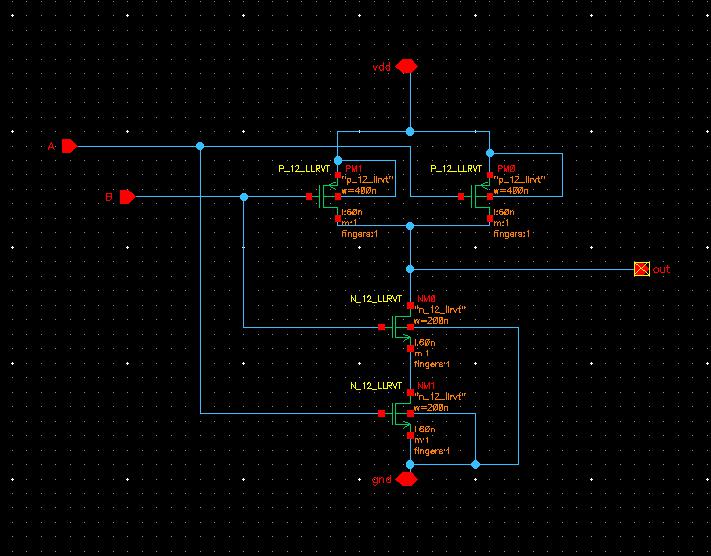 vdd
A
P_12_LLRVT PM1
"p_12_llrvt"
w=400n
l:60n
m:1
fingers:1
P_12_LLRVT PM0
"p_12_llrvt"
w=400n
l:60n
m:1
fingers:1
B
out
N_12_LLRVT NM0
"n_12_llrvt"
w=200n
l:60n
m:1
fingers:1
N_12_LLRVT NM1
"n_12_llrvt"
w=200n
l:60n
m:1
fingers:1
gnd